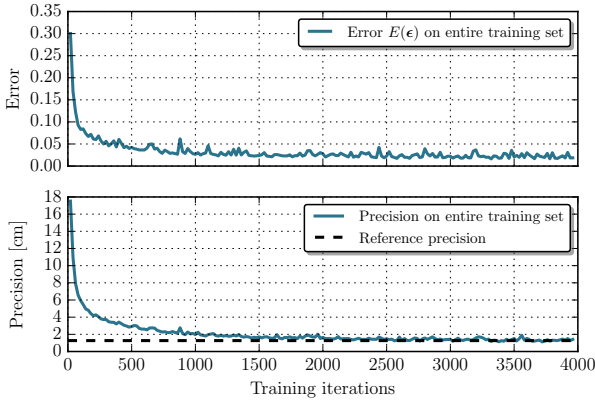 0.35
0.30
0.25
0.20
0.15
0.10
0.05
0.00
Error
Error E(ϵ) on entire training set
18
16
14
12
10
8
6
4
2
0
Precision [cm]
Precision on entire training set
Reference precision
0 500 1000 1500 2000 2500 3000 3500 4000
Training iterations